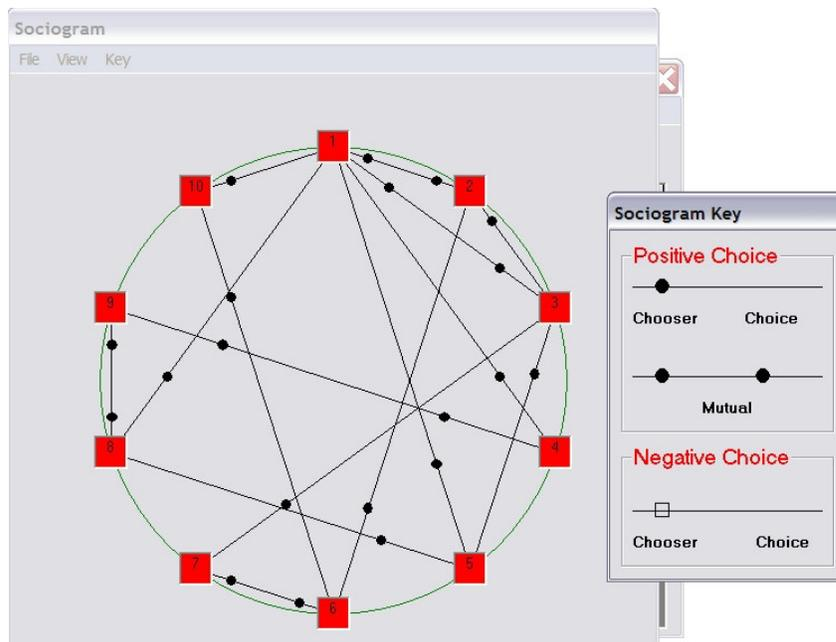 Sociogram
File View Key
1
10 2
9 3
8 4
7 5
6
Sociogram Key
Positive Choice
Chooser Choice
Mutual
Negative Choice
Chooser Choice